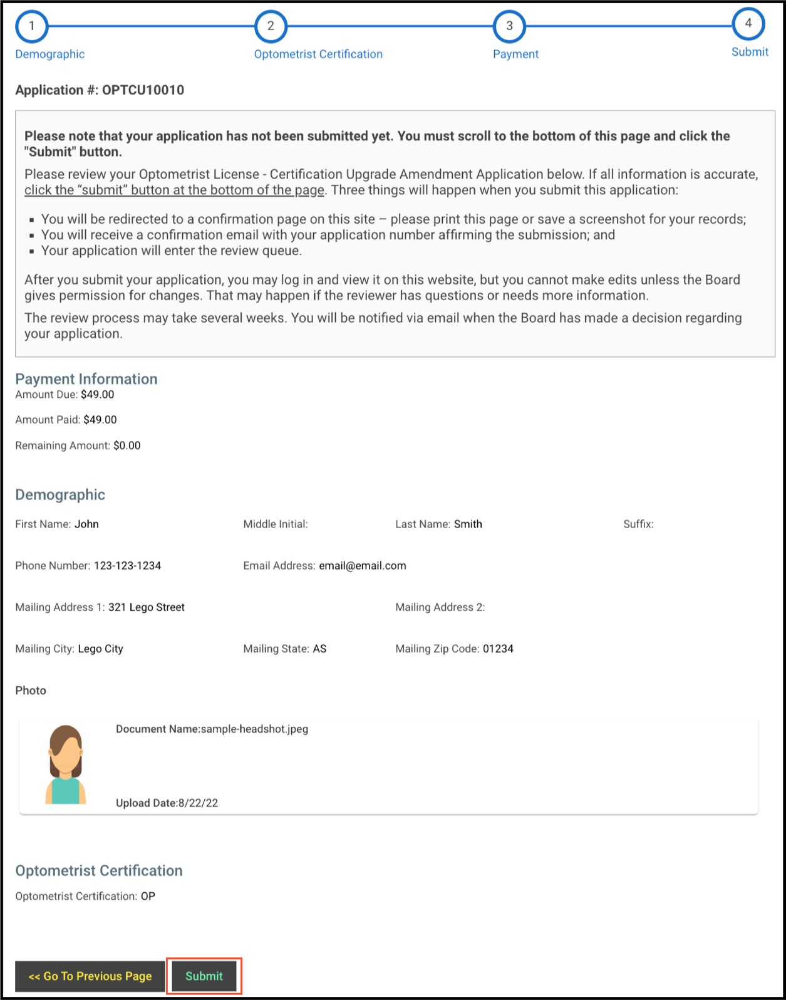 1
2
3
4
Demographic
Optometrist Certification
Payment
Submit
Application #: OPTCU10010
Please note that your application has not been submitted yet. You must scroll to the bottom of this page and click the
"Submit" button.
Please review your Optometrist License - Certification Upgrade Amendment Application below. If all information is accurate,
click the “submit” button at the bottom of the page. Three things will happen when you submit this application:
▪ You will be redirected to a confirmation page on this site – please print this page or save a screenshot for your records;
▪ You will receive a confirmation email with your application number affirming the submission; and
▪ Your application will enter the review queue.
After you submit your application, you may log in and view it on this website, but you cannot make edits unless the Board
gives permission for changes. That may happen if the reviewer has questions or needs more information.
The review process may take several weeks. You will be notified via email when the Board has made a decision regarding
your application.
Payment Information
Amount Due: $49.00
Amount Paid: $49.00
Remaining Amount: $0.00
Demographic
First Name: John Middle Initial: Last Name: Smith Suffix:
Phone Number: 123-123-1234 Email Address: email@email.com
Mailing Address 1: 321 Lego Street Mailing Address 2:
Mailing City: Lego City Mailing State: AS Mailing Zip Code: 01234
Photo
Document Name:sample-headshot.jpeg
Upload Date:8/22/22
Optometrist Certification
Optometrist Certification: OP
<< Go To Previous Page Submit